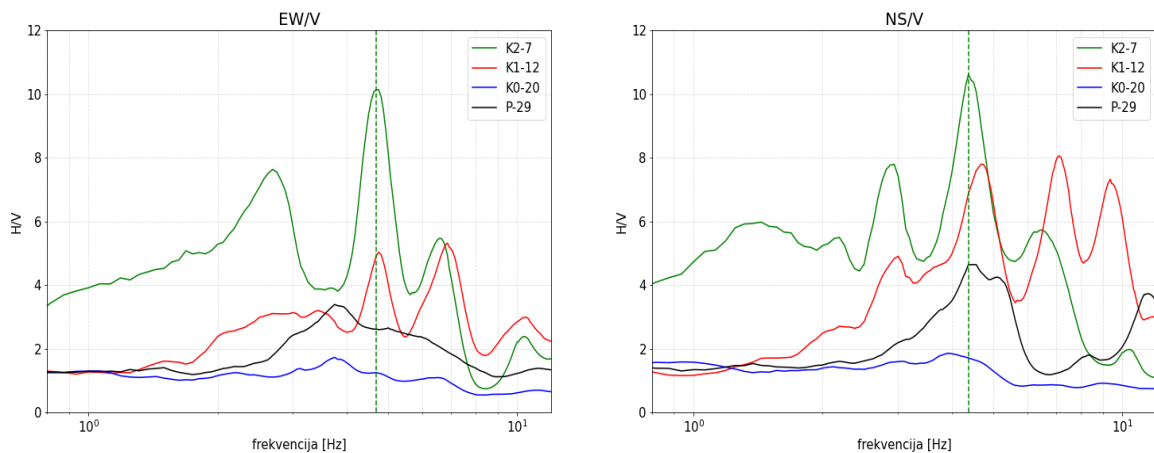 EW/V
12
10
8
6
4
2
0
H/V
10⁰
10¹
frekvencija [Hz]
K2-7
K1-12
K0-20
P-29
NS/V
12
10
8
6
4
2
0
H/V
10⁰
10¹
frekvencija [Hz]
K2-7
K1-12
K0-20
P-29